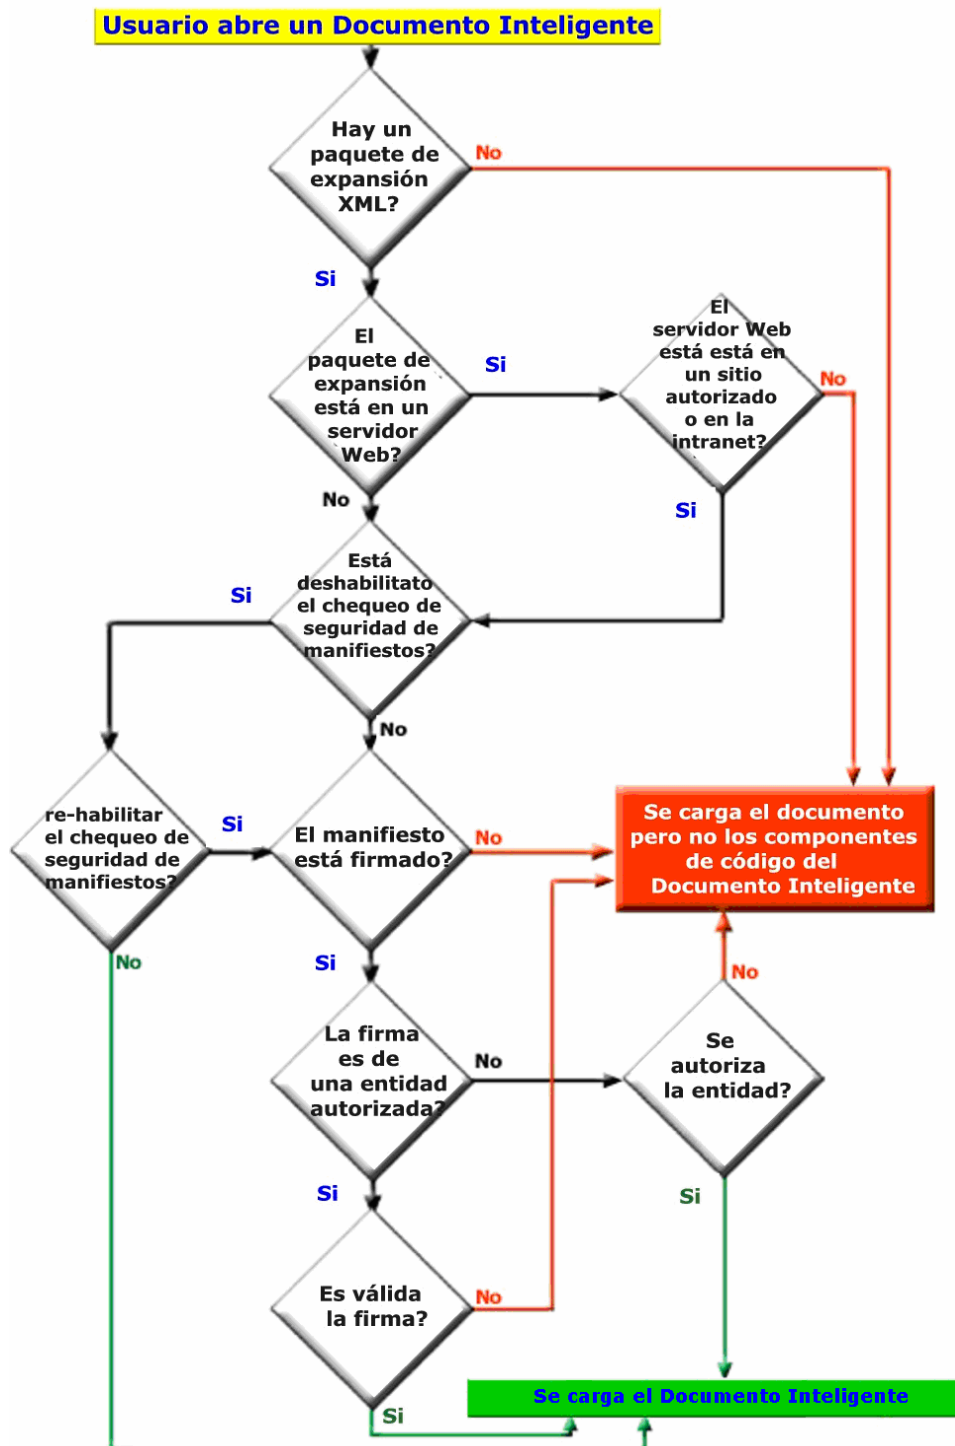 Usuario abre un Documento Inteligente
Hay un
paquete de
expansión
XML?
No
Si
El
paquete de
expansión
está en un
servidor
Web?
Si
El
servidor Web
está está en
un sitio
autorizado
o en la
intranet?
No
No
Si
Está
deshabilitato
el chequeo de
seguridad de
manifiestos?
Si
No
re-habilitar
el chequeo de
seguridad de
manifiestos?
Si
El manifiesto
está firmado?
No
Se carga el documento
pero no los componentes
de código del
Documento Inteligente
No
Si
No
La firma
es de
una entidad
autorizada?
No
Se
autoriza
la entidad?
Si
Si
Es válida
la firma?
No
Se carga el Documento Inteligente
Si